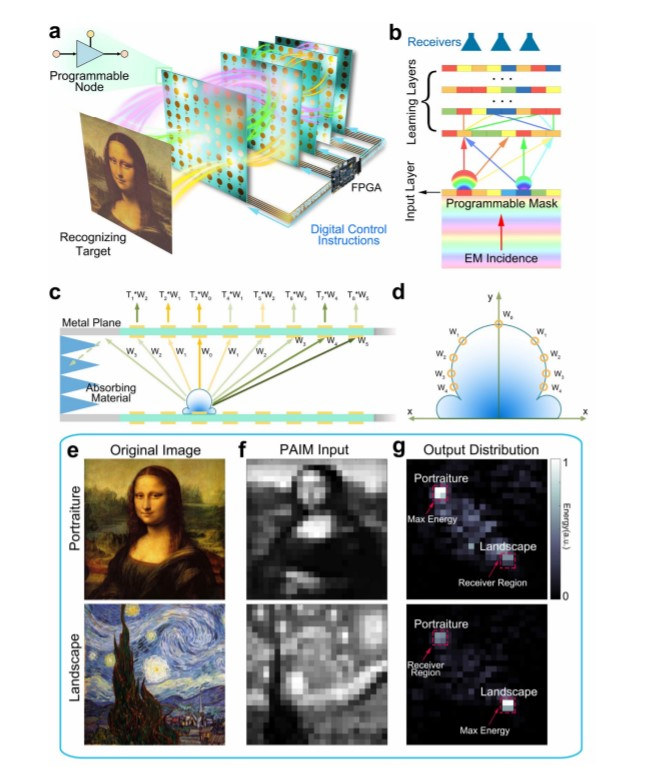 a
Programmable
Node
Recognizing
Target
FPGA
Digital Control
Instructions
b
Receivers
Learning Layers
Input Layer
Programmable Mask
EM Incidence
c
T₁*W₂ T₂*W₁ T₃*W₀ T₄*W₁ T₅*W₂ T₆*W₃ T₇*W₄ T₈*W₅
Metal Plane
W₃ W₂ W₁ W₀ W₁ W₂ W₃ W₄ W₅
Absorbing
Material
d
y
W₁ W₁
W₂ W₂
W₃ W₃
W₄ W₄
x x
e Original Image
f PAIM Input
g Output Distribution
Portraiture
Landscape
Portraiture
Max Energy
Landscape
Receiver Region
1
Energy(a.u.)
0
Portraiture
Receiver
Region
Landscape
Max Energy